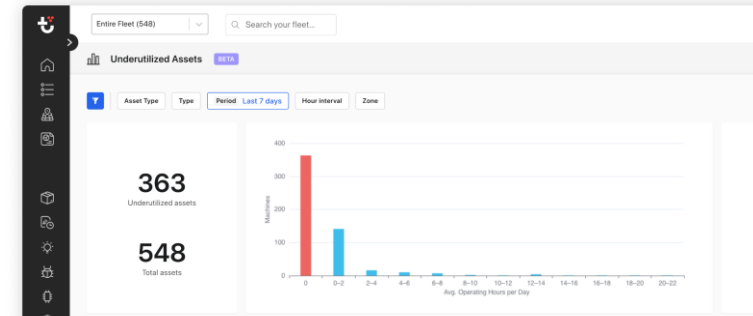 Entire Fleet (548)
Search your fleet...
Underutilized Assets BETA
Asset Type Type Period Last 7 days Hour interval Zone
363
Underutilized assets
548
Total assets
400
300
200
100
0
Machines
0 0–2 2–4 4–6 6–8 8–10 10–12 12–14 14–16 16–18 18–20 20–22
Avg. Operating Hours per Day